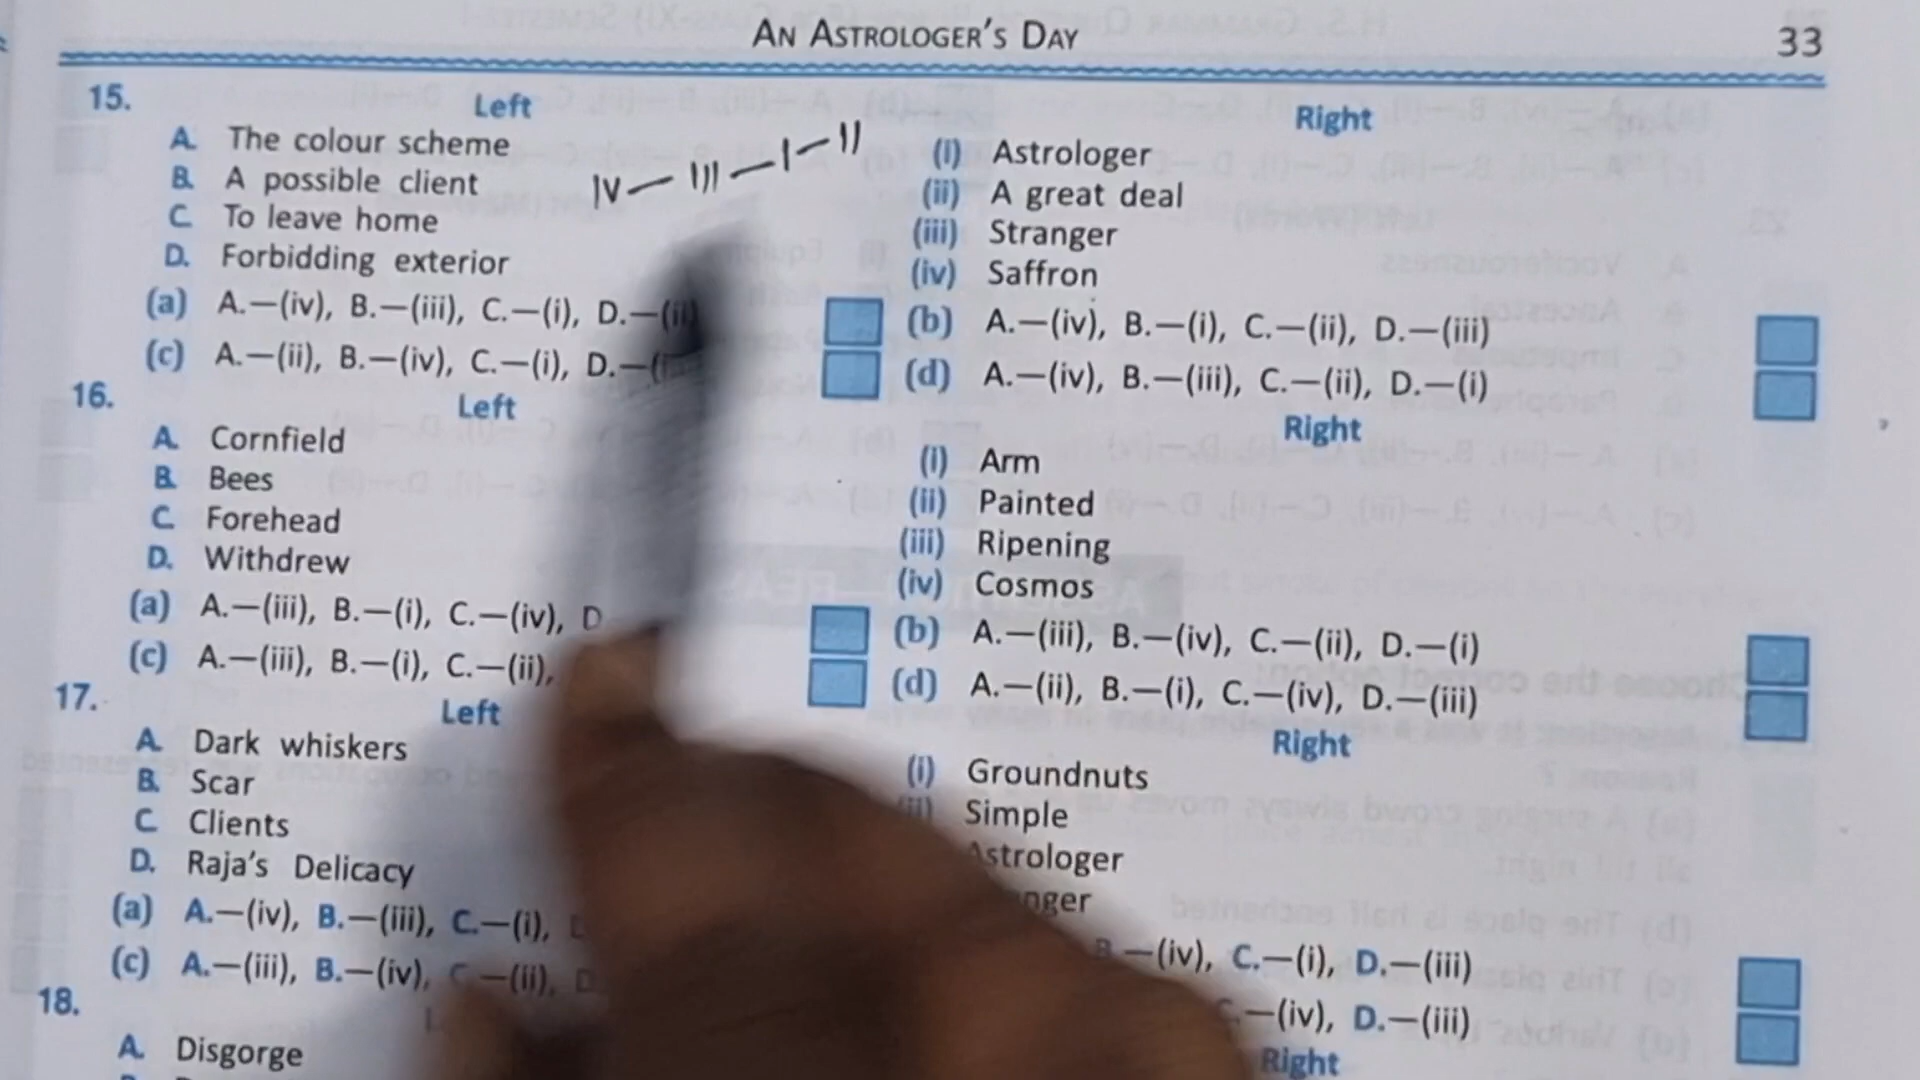 AN ASTROLOGER'S DAY 33
15. Left Right
A. The colour scheme (i) Astrologer
IV — III — I — II
B. A possible client (ii) A great deal
C. To leave home (iii) Stranger
D. Forbidding exterior (iv) Saffron
(a) A.—(iv), B.—(iii), C.—(i), D.—(ii) (b) A.—(iv), B.—(i), C.—(ii), D.—(iii)
(c) A.—(ii), B.—(iv), C.—(i), D.— (d) A.—(iv), B.—(iii), C.—(ii), D.—(i)
16. Left Right
A. Cornfield (i) Arm
B. Bees (ii) Painted
C. Forehead (iii) Ripening
D. Withdrew (iv) Cosmos
(a) A.—(iii), B.—(i), C.—(iv), D (b) A.—(iii), B.—(iv), C.—(ii), D.—(i)
(c) A.—(iii), B.—(i), C.—(ii), (d) A.—(ii), B.—(i), C.—(iv), D.—(iii)
17. Left Right
A. Dark whiskers (i) Groundnuts
B. Scar (ii) Simple
C. Clients Astrologer
D. Raja's Delicacy
(a) A.—(iv), B.—(iii), C.—(i), B.—(iv), C.—(i), D.—(iii)
(c) A.—(iii), B.—(iv), C.—(ii), D C.—(iv), D.—(iii)
18. Right
A. Disgorge